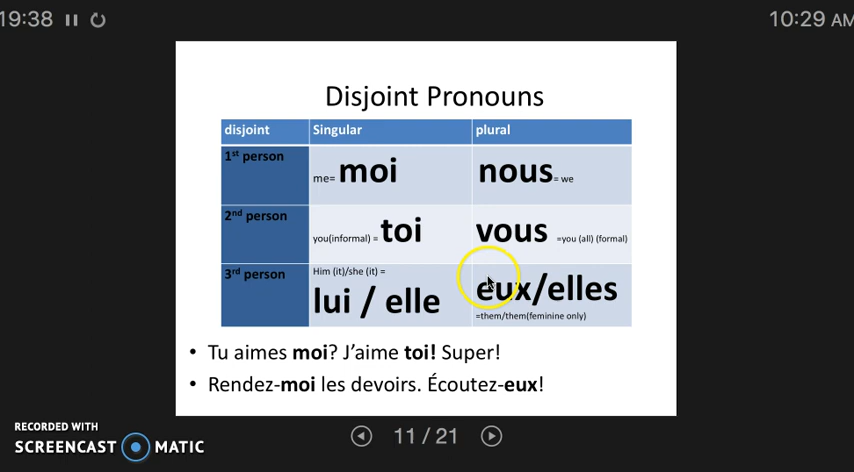 19:38
10:29 AM
Disjoint Pronouns
disjoint Singular plural
1st person me= moi nous = we
2nd person you(informal) = toi vous =you (all) (formal)
3rd person Him (it)/she (it) =
lui / elle eux/elles
=them/them(feminine only)
• Tu aimes moi? J’aime toi! Super!
• Rendez-moi les devoirs. Écoutez-eux!
RECORDED WITH
SCREENCAST MATIC
11 / 21